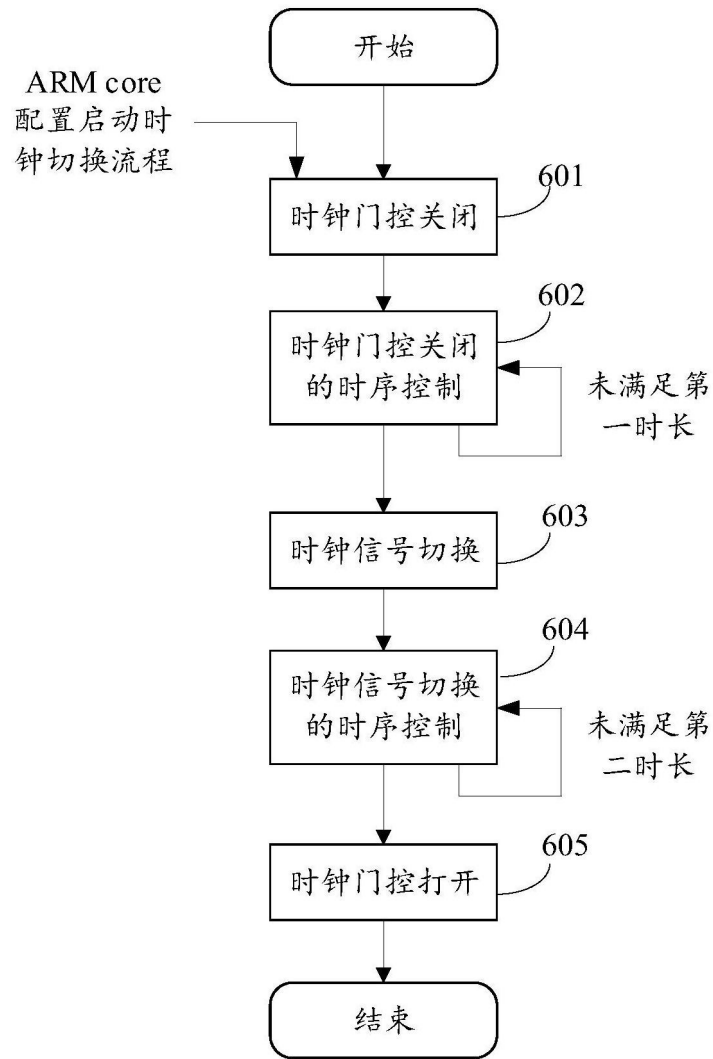 开始
ARM core
配置启动时
钟切换流程
601
时钟门控关闭
602
时钟门控关闭
的时序控制
未满足第
一时长
603
时钟信号切换
604
时钟信号切换
的时序控制
未满足第
二时长
605
时钟门控打开
结束